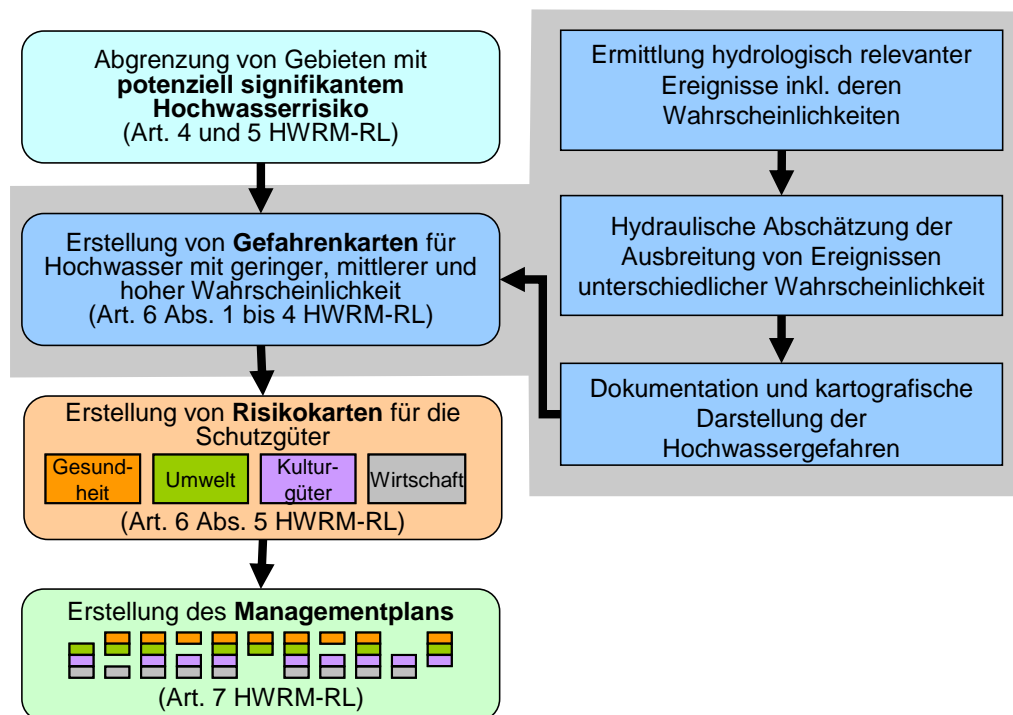 Abgrenzung von Gebieten mit
potenziell signifikantem
Hochwasserrisiko
(Art. 4 und 5 HWRM-RL)
Erstellung von Gefahrenkarten für
Hochwasser mit geringer, mittlerer und
hoher Wahrscheinlichkeit
(Art. 6 Abs. 1 bis 4 HWRM-RL)
Erstellung von Risikokarten für die
Schutzgüter
Gesund-
heit
Umwelt
Kultur-
güter
Wirtschaft
(Art. 6 Abs. 5 HWRM-RL)
Erstellung des Managementplans
(Art. 7 HWRM-RL)
Ermittlung hydrologisch relevanter
Ereignisse inkl. deren
Wahrscheinlichkeiten
Hydraulische Abschätzung der
Ausbreitung von Ereignissen
unterschiedlicher Wahrscheinlichkeit
Dokumentation und kartografische
Darstellung der
Hochwassergefahren